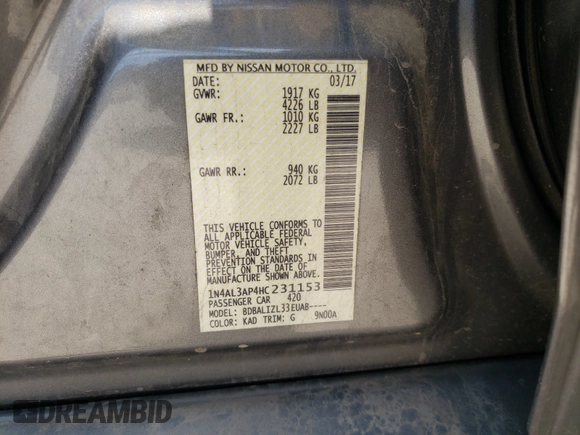 MFD BY NISSAN MOTOR CO., LTD.
DATE: 03/17
GVWR: 1917 KG
4226 LB
GAWR FR.: 1010 KG
2227 LB
GAWR RR.: 940 KG
2072 LB
THIS VEHICLE CONFORMS TO
ALL APPLICABLE FEDERAL
MOTOR VEHICLE SAFETY,
BUMPER, AND THEFT
PREVENTION STANDARDS IN
EFFECT ON THE DATE OF
MANUFACTURE SHOWN ABOVE.
1N4AL3AP4HC231153
PASSENGER CAR 420
MODEL: BDBALIZL33EUAB----
COLOR: KAD TRIM: G 9N00A
DREAMBID